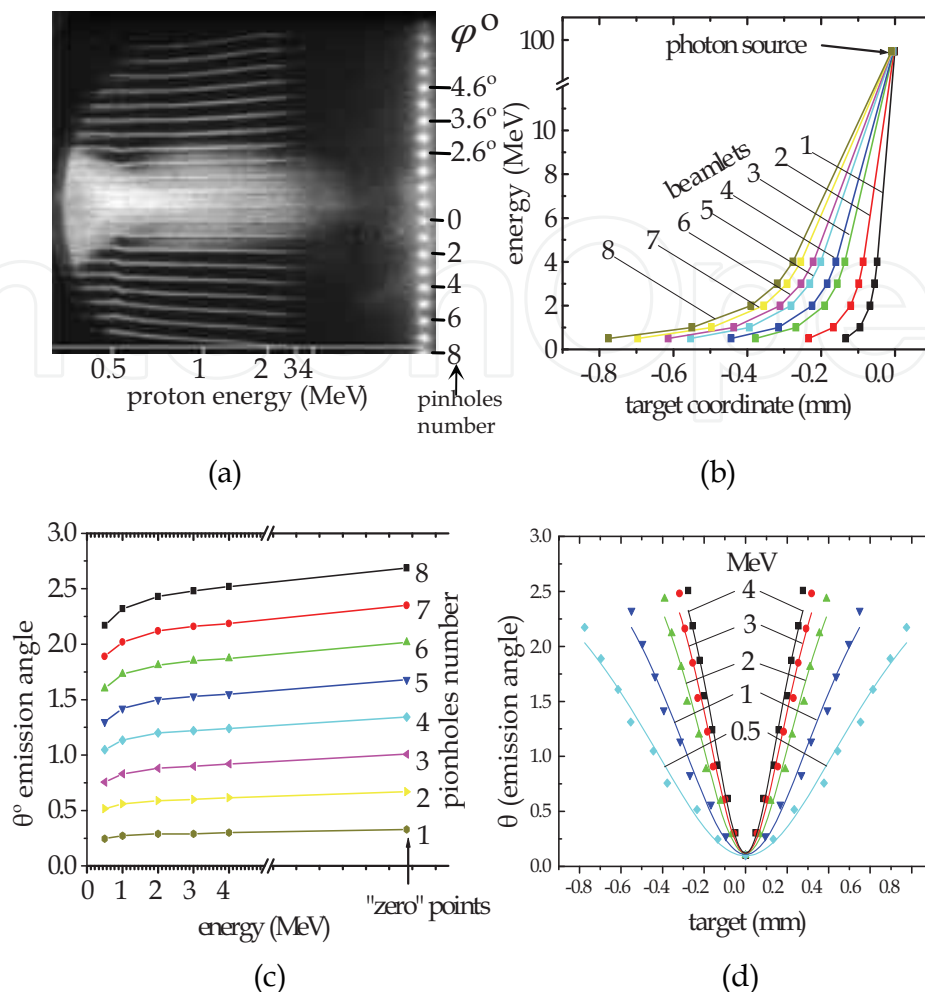 φ°
4.6°
3.6°
2.6°
0
2
4
6
8
0.5 1 2 3 4
proton energy (MeV)
pinholes number
(a)
100
10
8
6
4
2
0
energy (MeV)
photon source
beamlets
1
2
3
4
5
6
7
8
-0.8 -0.6 -0.4 -0.2 0.0
target coordinate (mm)
(b)
3.0
2.5
2.0
1.5
1.0
0.5
0.0
θ° emission angle
8
7
6
5
4
3
2
1
pionholes number
0 1 2 3 4
energy (MeV)
"zero" points
(c)
3.0
2.5
2.0
1.5
1.0
0.5
0.0
θ (emission angle)
MeV
4
3
2
1
0.5
-0.8 -0.6 -0.4 -0.2 0.0 0.2 0.4 0.6 0.8
target (mm)
(d)